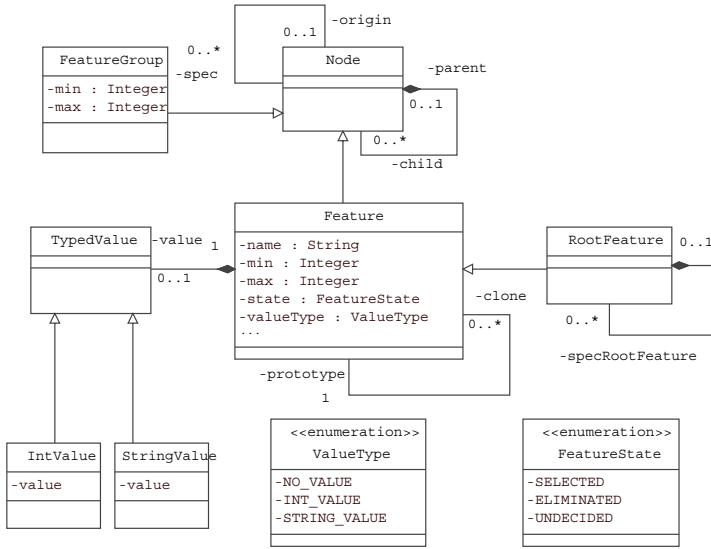 -origin
0..1
0..*
FeatureGroup
-spec
Node
-parent
-min : Integer
-max : Integer
0..1
0..*
-child
Feature
TypedValue
-value
1
RootFeature
0..1
-name : String
-min : Integer
-max : Integer
0..1
-state : FeatureState
-clone
-valueType : ValueType
0..*
0..*
...
-specRootFeature
-prototype
1
<<enumeration>>
ValueType
<<enumeration>>
FeatureState
IntValue
StringValue
-value
-value
-NO_VALUE
-INT_VALUE
-STRING_VALUE
-SELECTED
-ELIMINATED
-UNDECIDED